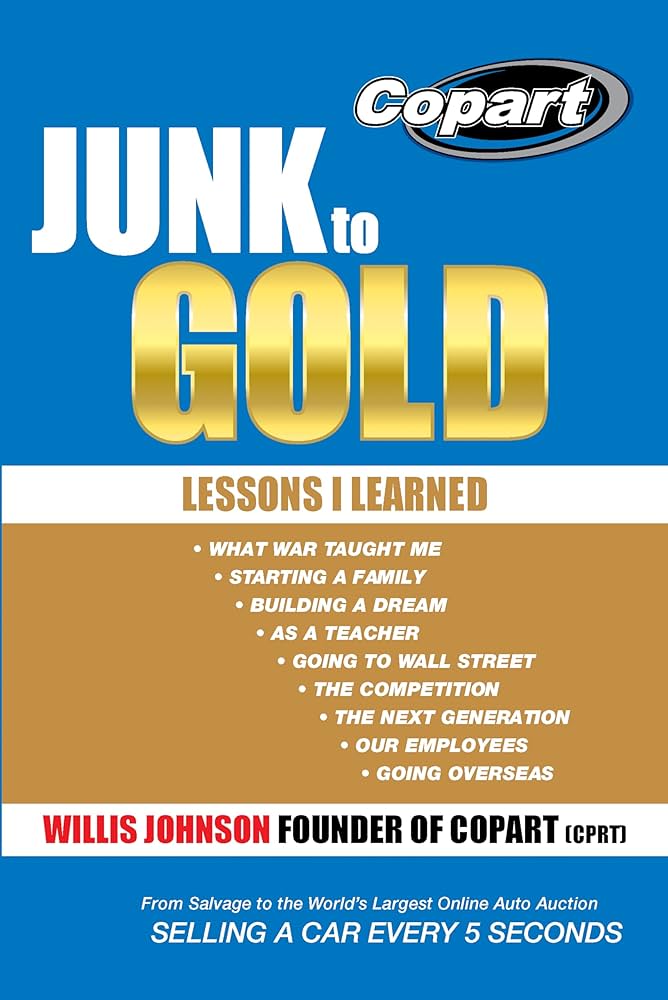 Copart
JUNK to
GOLD
LESSONS I LEARNED
• WHAT WAR TAUGHT ME
• STARTING A FAMILY
• BUILDING A DREAM
• AS A TEACHER
• GOING TO WALL STREET
• THE COMPETITION
• THE NEXT GENERATION
• OUR EMPLOYEES
• GOING OVERSEAS
WILLIS JOHNSON FOUNDER OF COPART (CPRT)
From Salvage to the World's Largest Online Auto Auction
SELLING A CAR EVERY 5 SECONDS